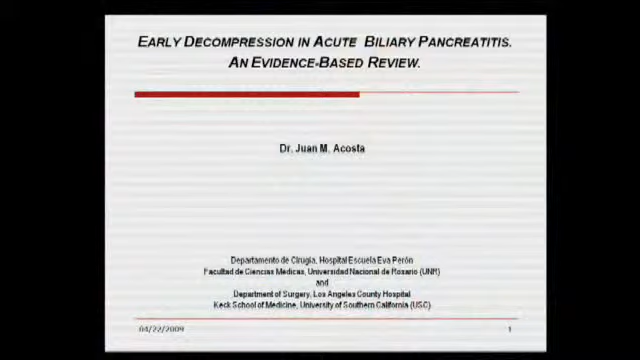 EARLY DECOMPRESSION IN ACUTE BILIARY PANCREATITIS.
AN EVIDENCE-BASED REVIEW.
Dr. Juan M. Acosta
Departamento de Cirugía, Hospital Escuela Eva Perón
Facultad de Ciencias Medicas, Universidad Nacional de Rosario (UNR)
and
Department of Surgery, Los Angeles County Hospital
Keck School of Medicine, University of Southern California (USC)
04/22/2009 1